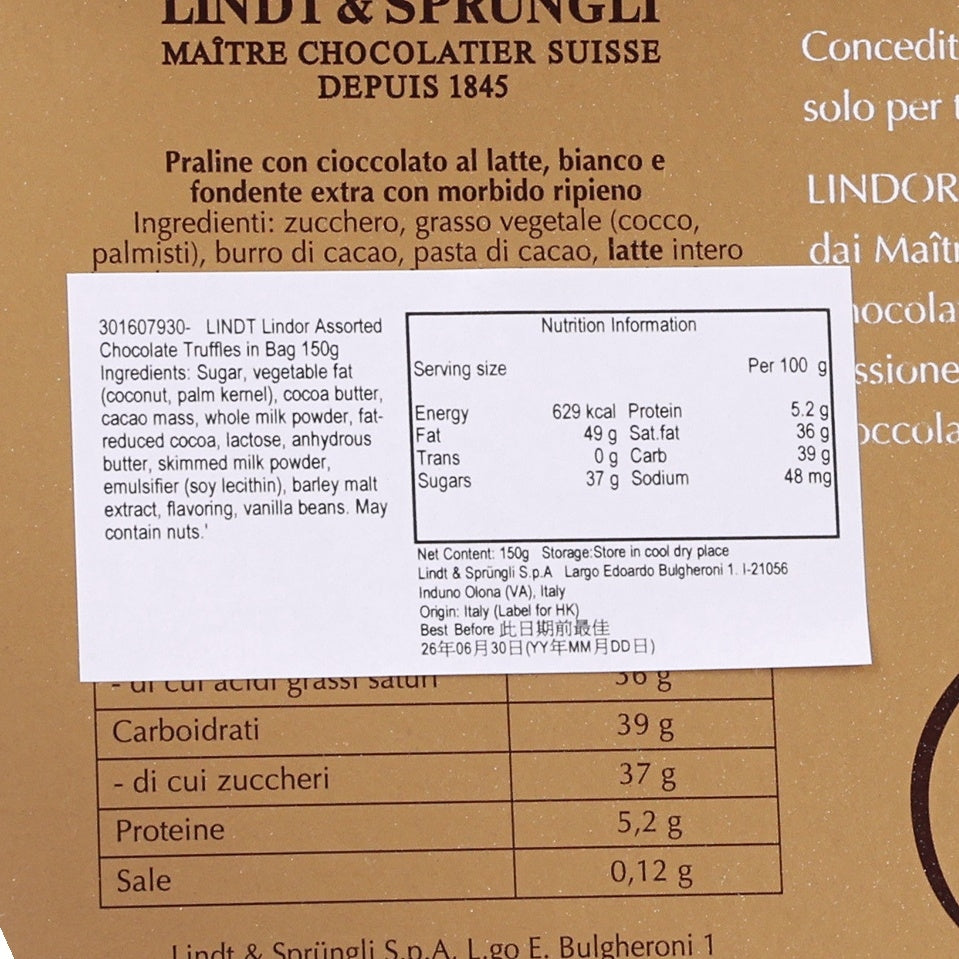 LINDT & SPRÜNGLI
MAÎTRE CHOCOLATIER SUISSE
DEPUIS 1845
Praline con cioccolato al latte, bianco e
fondente extra con morbido ripieno
Ingredienti: zucchero, grasso vegetale (cocco,
palmisti), burro di cacao, pasta di cacao, latte intero
Concedit
solo per t
LINDOR
dai Maît
ocola
ssione
occola
301607930- LINDT Lindor Assorted
Chocolate Truffles in Bag 150g
Ingredients: Sugar, vegetable fat
(coconut, palm kernel), cocoa butter,
cacao mass, whole milk powder, fat-
reduced cocoa, lactose, anhydrous
butter, skimmed milk powder,
emulsifier (soy lecithin), barley malt
extract, flavoring, vanilla beans. May
contain nuts.'
Nutrition Information
Serving size Per 100 g
Energy 629 kcal Protein 5.2 g
Fat 49 g Sat.fat 36 g
Trans 0 g Carb 39 g
Sugars 37 g Sodium 48 mg
Net Content: 150g Storage:Store in cool dry place
Lindt & Sprüngli S.p.A Largo Edoardo Bulgheroni 1. I-21056
Induno Olona (VA), Italy
Origin: Italy (Label for HK)
Best Before 此日期前最佳
26年06月30日(YY年MM月DD日)
- di cui acidi grassi saturi 36 g
Carboidrati 39 g
- di cui zuccheri 37 g
Proteine 5,2 g
Sale 0,12 g
Lindt & Sprüngli S.p.A. L.go E. Bulgheroni 1